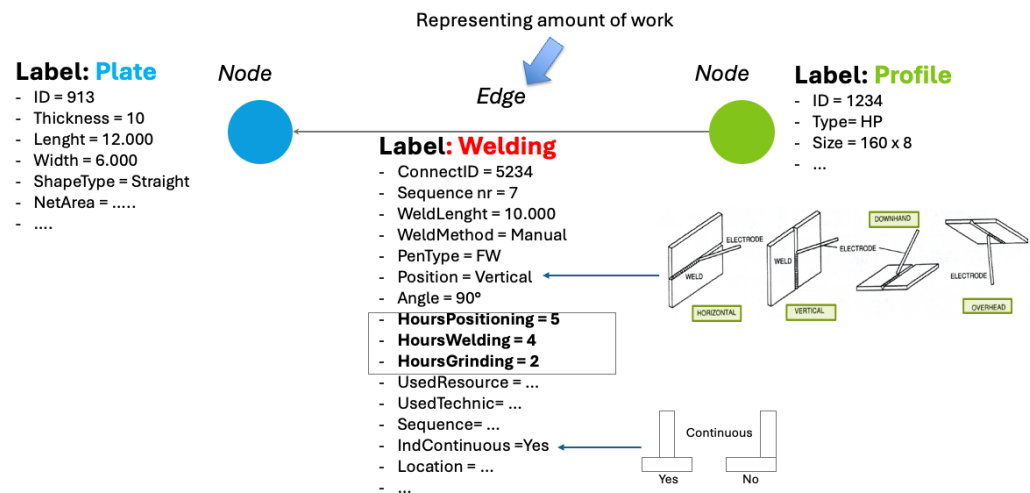 Representing amount of work
Label: Plate
- ID = 913
- Thickness = 10
- Lenght = 12.000
- Width = 6.000
- ShapeType = Straight
- NetArea = .....
- ....
Node
Edge
Node
Label: Profile
- ID = 1234
- Type= HP
- Size = 160 x 8
- ...
Label: Welding
- ConnectID = 5234
- Sequence nr = 7
- WeldLenght = 10.000
- WeldMethod = Manual
- PenType = FW
- Position = Vertical
- Angle = 90°
- HoursPositioning = 5
- HoursWelding = 4
- HoursGrinding = 2
- UsedResource = ...
- UsedTechnic= ...
- Sequence= ...
- IndContinuous =Yes
- Location = ...
- ...
ELECTRODE
WELD
HORIZONTAL
WELD
ELECTRODE
VERTICAL
DOWNHAND
ELECTRODE
OVERHEAD
Continuous
Yes
No